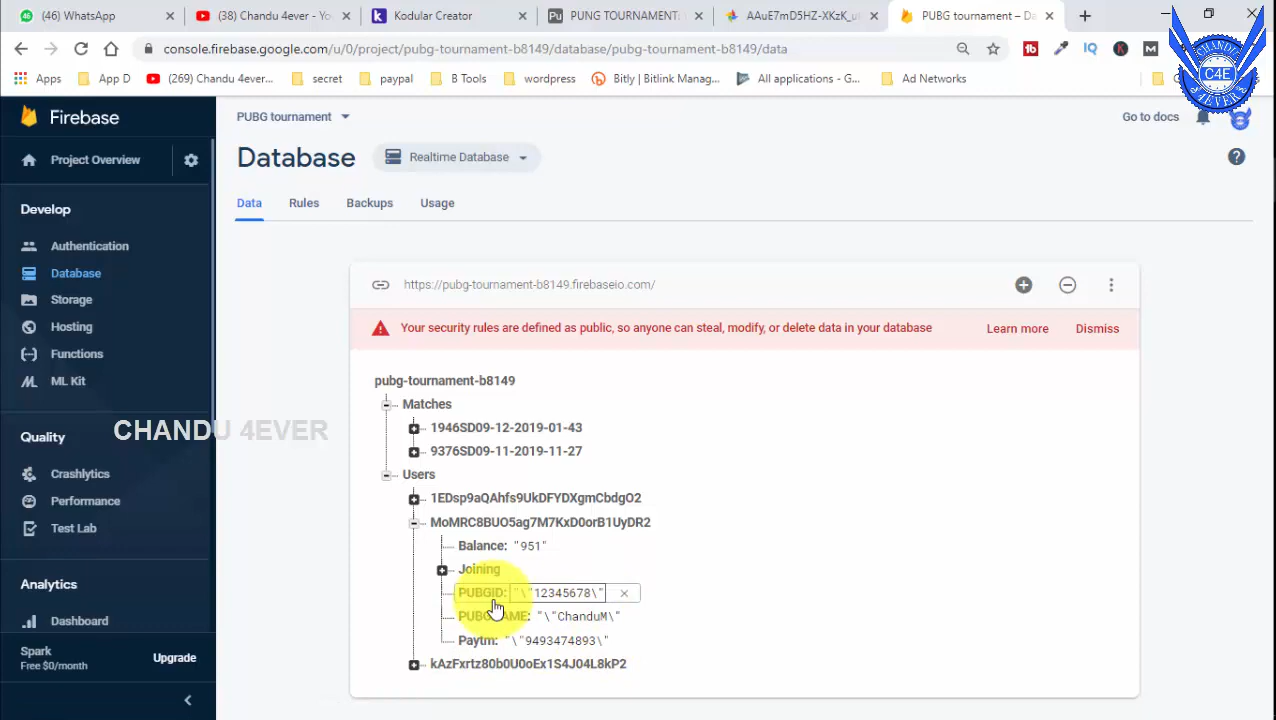 (46) WhatsApp
(38) Chandu 4ever - Yo
Kodular Creator
PUNG TOURNAMENT:
AAuE7mD5HZ-XKzK_u
PUBG tournament – Da
console.firebase.google.com/u/0/project/pubg-tournament-b8149/database/pubg-tournament-b8149/data
Apps
App D
(269) Chandu 4ever...
secret
paypal
B Tools
wordpress
Bitly | Bitlink Manag...
All applications - G...
Ad Networks
CHANDU
C4E
4EVER
Firebase
PUBG tournament
Go to docs
Project Overview
Database
Realtime Database
Develop
Data
Rules
Backups
Usage
Authentication
Database
Storage
Hosting
Functions
ML Kit
https://pubg-tournament-b8149.firebaseio.com/
Your security rules are defined as public, so anyone can steal, modify, or delete data in your database
Learn more
Dismiss
pubg-tournament-b8149
Matches
1946SD09-12-2019-01-43
9376SD09-11-2019-11-27
Users
1EDsp9aQAhfs9UkDFYDXgmCbdgO2
MoMRC8BUO5ag7M7KxD0orB1UyDR2
Balance: "951"
Joining
PUBGID: "\"12345678\"
"\"ChanduM\"
Paytm: "\"9493474893\"
kAzFxrtz80b0U0oEx1S4J04L8kP2
CHANDU 4EVER
Quality
Crashlytics
Performance
Test Lab
Analytics
Dashboard
Spark
Free $0/month
Upgrade